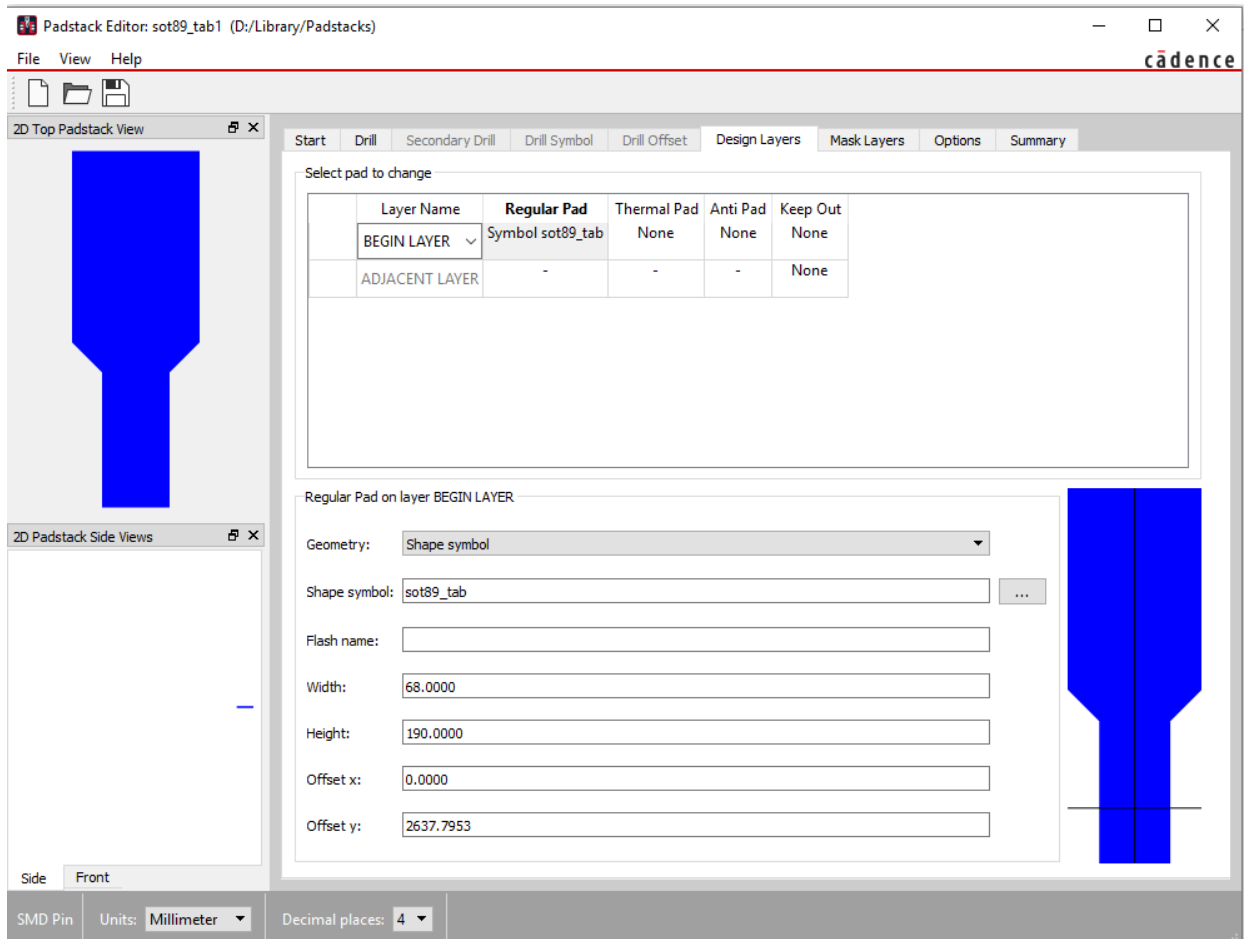 Padstack Editor: sot89_tab1 (D:/Library/Padstacks)
File View Help
cādence
2D Top Padstack View
Start Drill Secondary Drill Drill Symbol Drill Offset Design Layers Mask Layers Options Summary
Select pad to change
Layer Name Regular Pad Thermal Pad Anti Pad Keep Out
BEGIN LAYER Symbol sot89_tab None None None
ADJACENT LAYER - - - None
Regular Pad on layer BEGIN LAYER
2D Padstack Side Views
Geometry: Shape symbol
Shape symbol: sot89_tab ...
Flash name:
Width: 68.0000
Height: 190.0000
Offset x: 0.0000
Offset y: 2637.7953
Side Front
SMD Pin Units: Millimeter Decimal places: 4